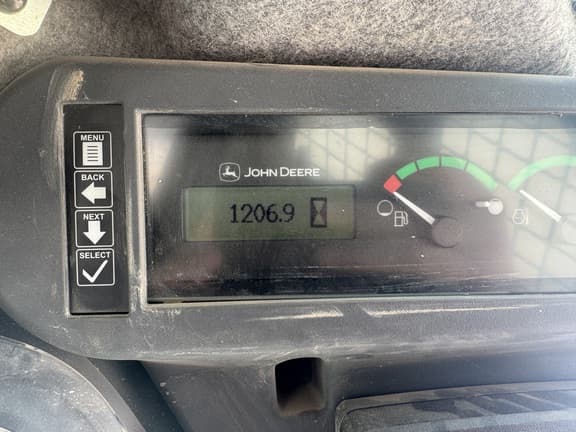 MENU
BACK
NEXT
SELECT
JOHN DEERE
1206.9